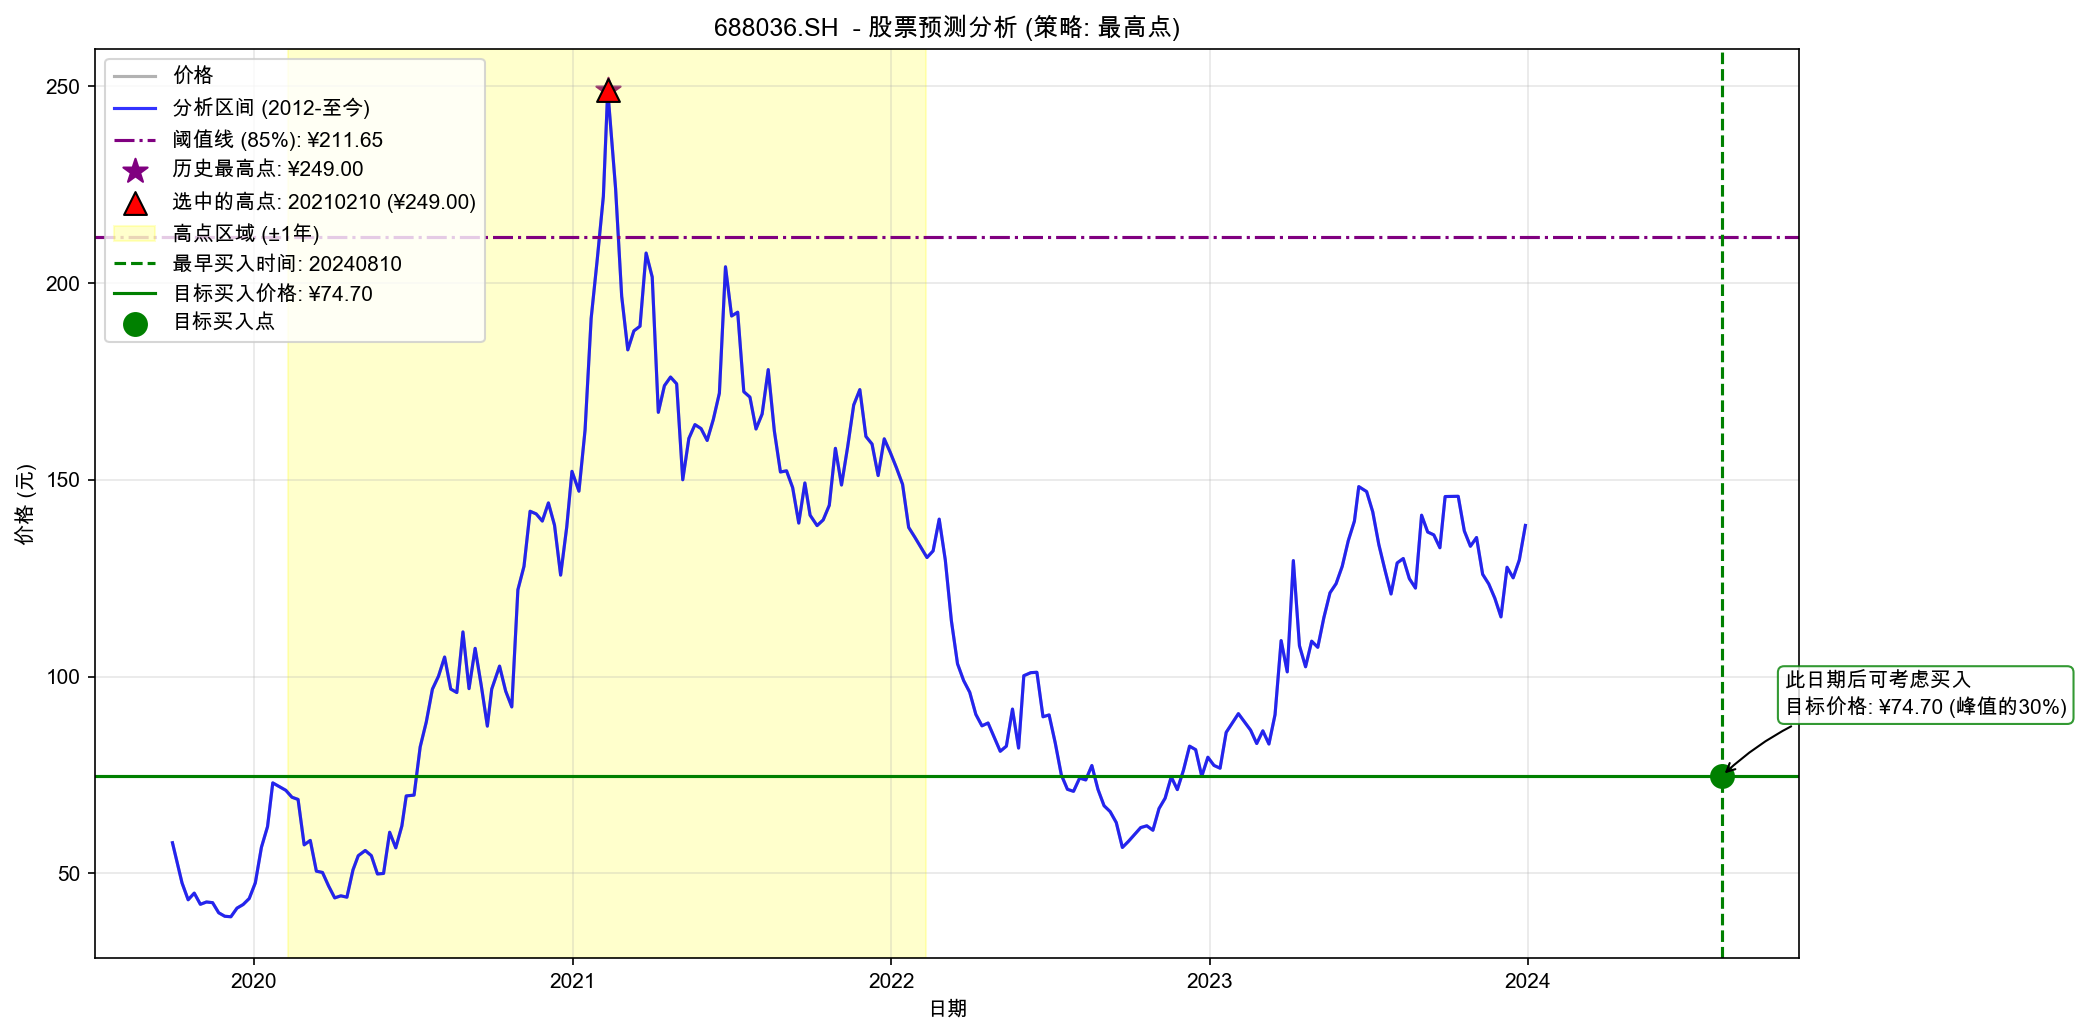 688036.SH - 股票预测分析 (策略: 最高点)
价格
分析区间 (2012-至今)
阈值线 (85%): ¥211.65
历史最高点: ¥249.00
选中的高点: 20210210 (¥249.00)
高点区域 (±1年)
最早买入时间: 20240810
目标买入价格: ¥74.70
目标买入点
250
200
150
100
50
价格 (元)
此日期后可考虑买入
目标价格: ¥74.70 (峰值的30%)
2020
2021
2022
2023
2024
日期